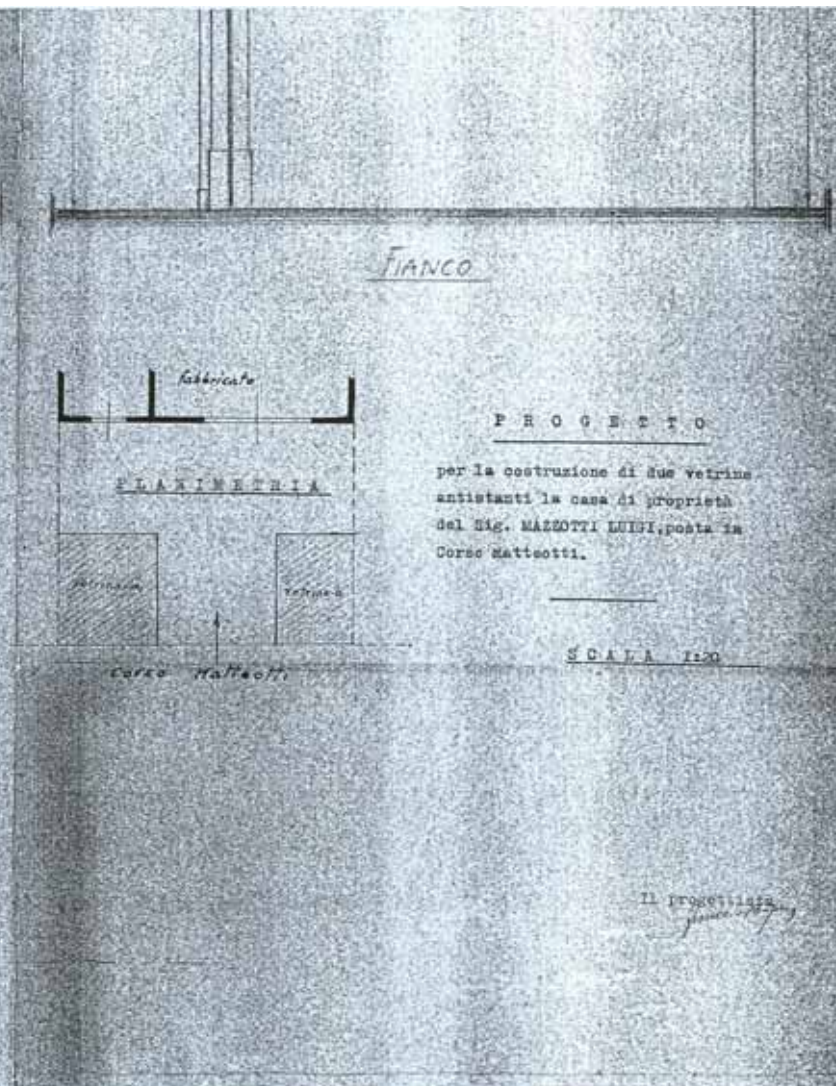 FIANCO
fabbricato
PLANIMETRIA
vetrina
Corso Matteotti
PROGETTO
per la costruzione di due vetrine
antistanti la casa di proprietà
del Sig. MAZZOTTI LUIGI,posta in
Corso Matteotti.
SCALA 1:20
Il progettista